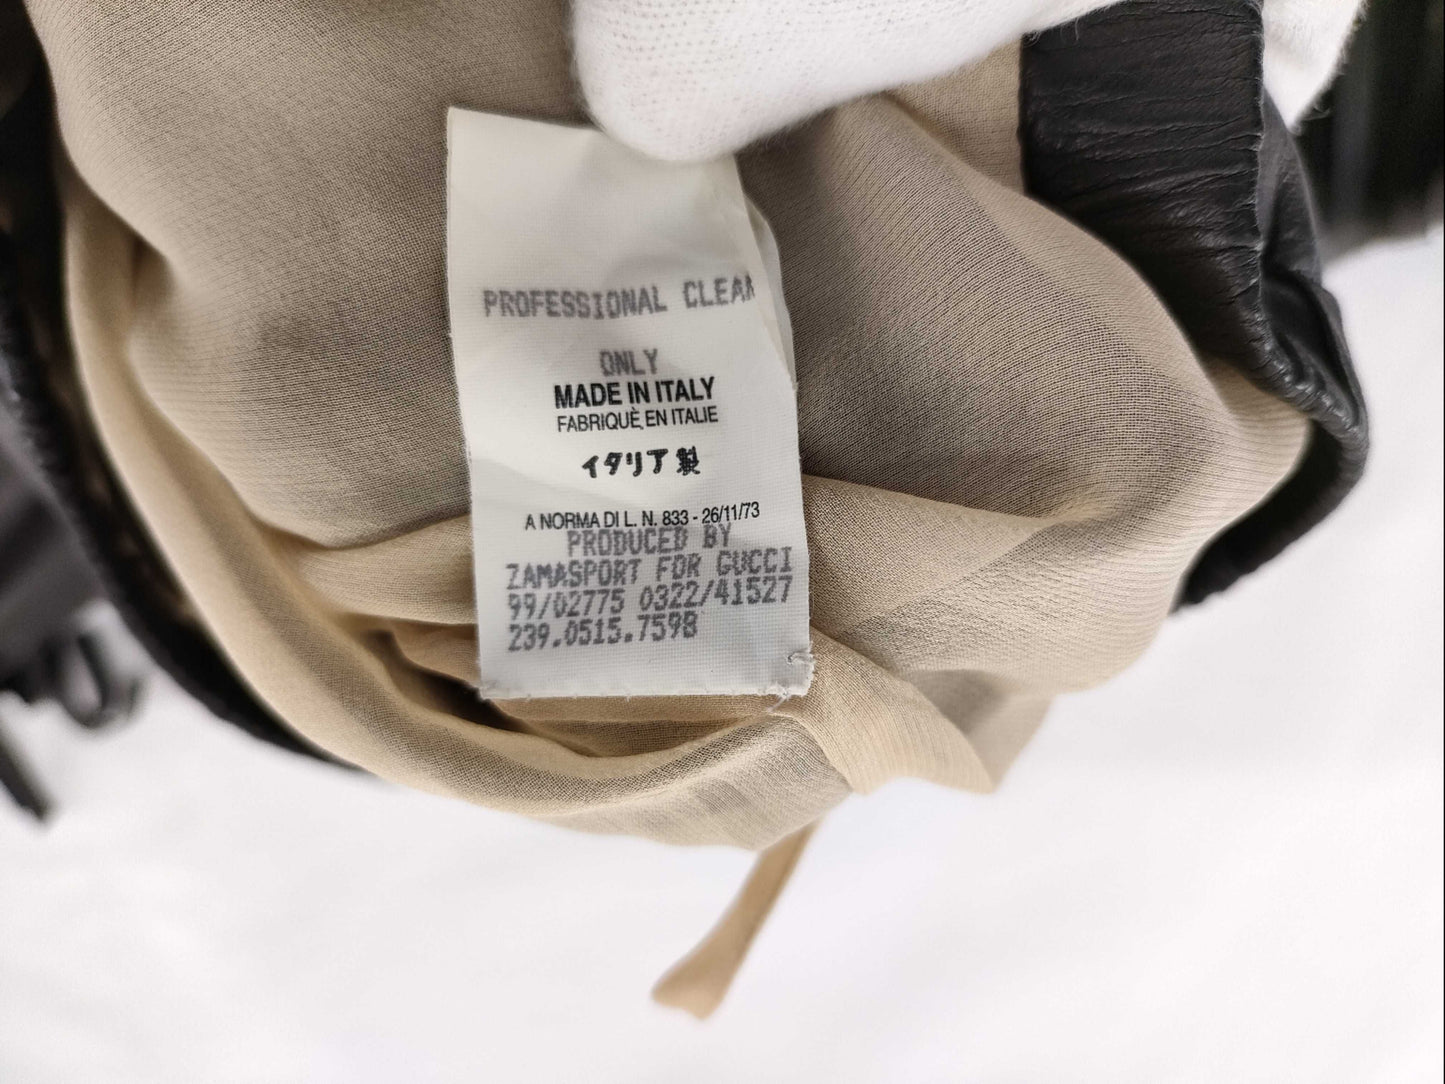 PROFESSIONAL CLEAN
ONLY
MADE IN ITALY
FABRIQUÈ EN ITALIE
イタリア製
A NORMA DI L. N. 833 - 26/11/73
PRODUCED BY
ZAMASPORT FOR GUCCI
99/02775 0322/41527
239.0515.7598